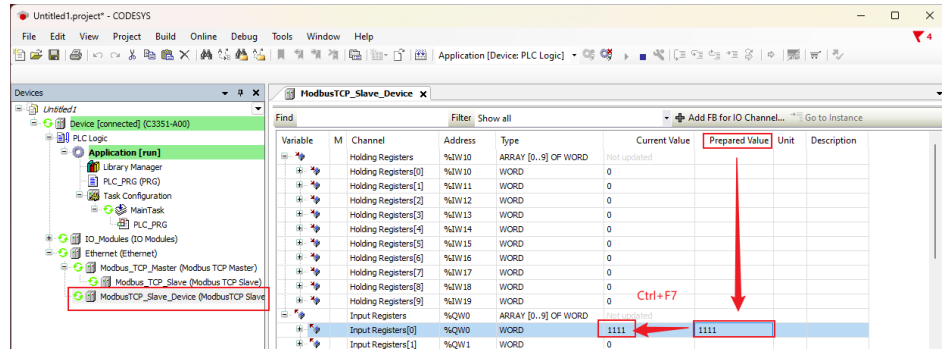 Untitled1.project* - CODESYS
File Edit View Project Build Online Debug Tools Window Help
Application [Device: PLC Logic]
4
Devices
Untitled1
Device [connected] (C3351-A00)
PLC Logic
Application [run]
Library Manager
PLC_PRG (PRG)
Task Configuration
MainTask
PLC_PRG
IO_Modules (IO Modules)
Ethernet (Ethernet)
Modbus_TCP_Master (Modbus TCP Master)
Modbus_TCP_Slave (Modbus TCP Slave)
ModbusTCP_Slave_Device (ModbusTCP Slave
ModbusTCP_Slave_Device x
Find Filter Show all Add FB for IO Channel... Go to Instance
Variable M Channel Address Type Current Value Prepared Value Unit Description
Holding Registers %IW10 ARRAY [0..9] OF WORD Not updated
Holding Registers[0] %IW10 WORD 0
Holding Registers[1] %IW11 WORD 0
Holding Registers[2] %IW12 WORD 0
Holding Registers[3] %IW13 WORD 0
Holding Registers[4] %IW14 WORD 0
Holding Registers[5] %IW15 WORD 0
Holding Registers[6] %IW16 WORD 0
Holding Registers[7] %IW17 WORD 0
Holding Registers[8] %IW18 WORD 0
Holding Registers[9] %IW19 WORD 0
Ctrl+F7
Input Registers %QW0 ARRAY [0..9] OF WORD Not updated
Input Registers[0] %QW0 WORD 1111 1111
Input Registers[1] %QW1 WORD 0